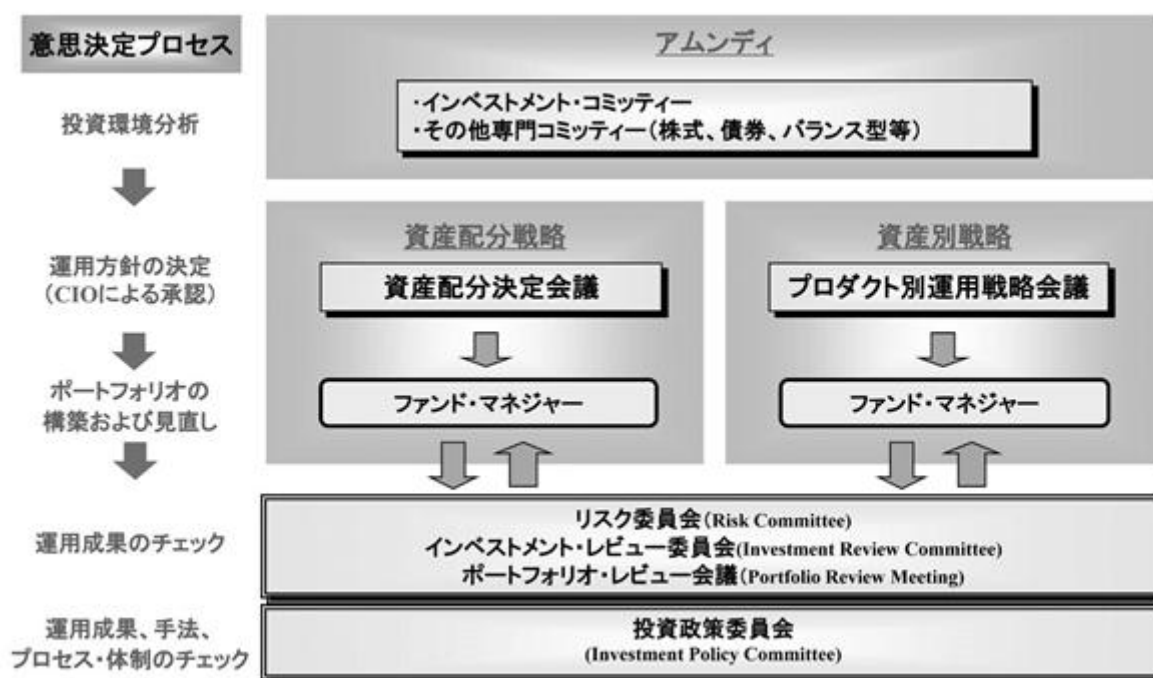 意思決定プロセス
アムンディ
投資環境分析
・インベストメント・コミッティー
・その他専門コミッティー（株式、債券、バランス型等）
運用方針の決定
（CIOによる承認）
資産配分戦略
資産配分決定会議
資産別戦略
プロダクト別運用戦略会議
ポートフォリオの
構築および見直し
ファンド・マネジャー
ファンド・マネジャー
運用成果のチェック
リスク委員会（Risk Committee)
インベストメント・レビュー委員会(Investment Review Committee)
ポートフォリオ・レビュー会議（Portfolio Review Meeting)
運用成果、手法、
プロセス・体制のチェック
投資政策委員会
(Investment Policy Committee)